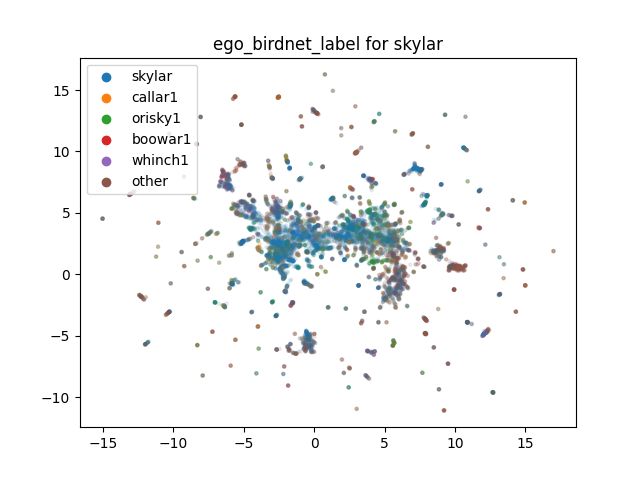 ego_birdnet_label for skylar
skylar
callar1
orisky1
boowar1
whinch1
other
15
10
5
0
−5
−10
−15 −10 −5 0 5 10 15